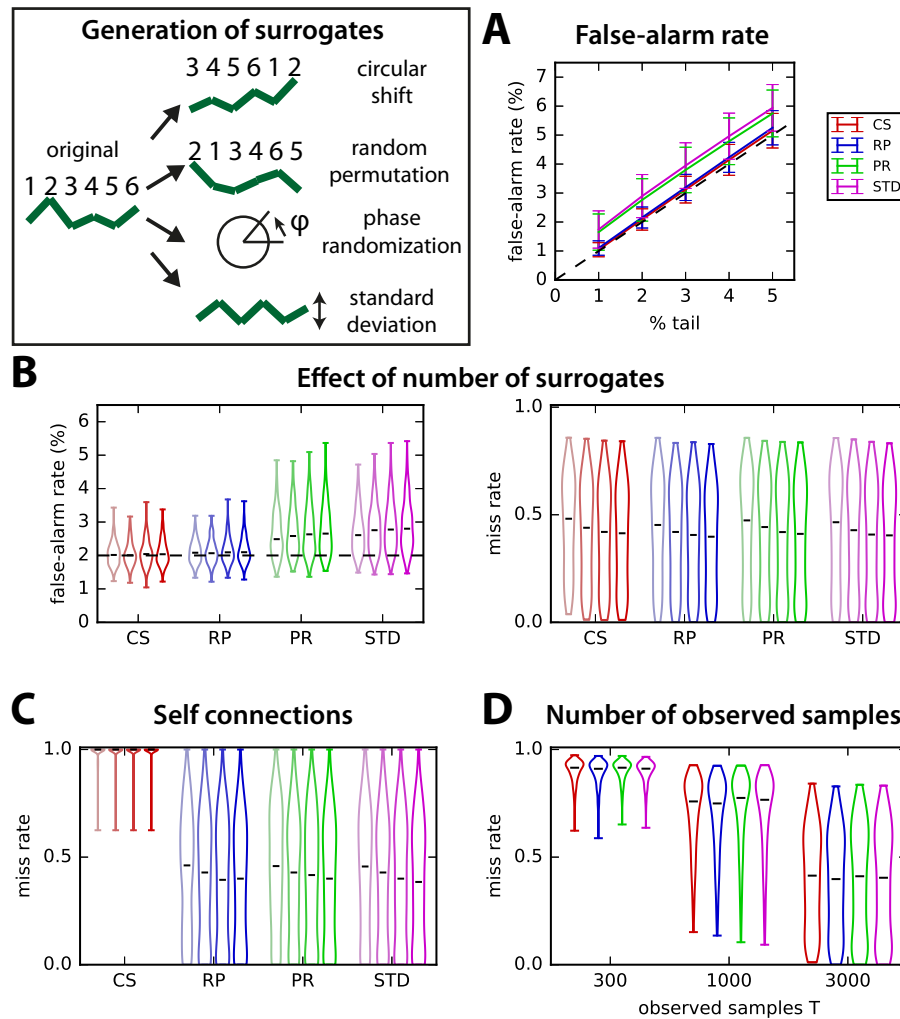 Generation of surrogates
3 4 5 6 1 2
circular
shift
original
1 2 3 4 5 6
2 1 3 4 6 5
random
permutation
φ
phase
randomization
standard
deviation
A
False-alarm rate
false-alarm rate (%)
7
6
5
4
3
2
1
0
0 1 2 3 4 5
% tail
CS
RP
PR
STD
B
Effect of number of surrogates
false-alarm rate (%)
6
5
4
3
2
1
0
CS RP PR STD
miss rate
1.0
0.5
0.0
CS RP PR STD
C
Self connections
miss rate
1.0
0.5
0.0
CS RP PR STD
D
Number of observed samples
miss rate
1.0
0.5
0.0
300 1000 3000
observed samples T